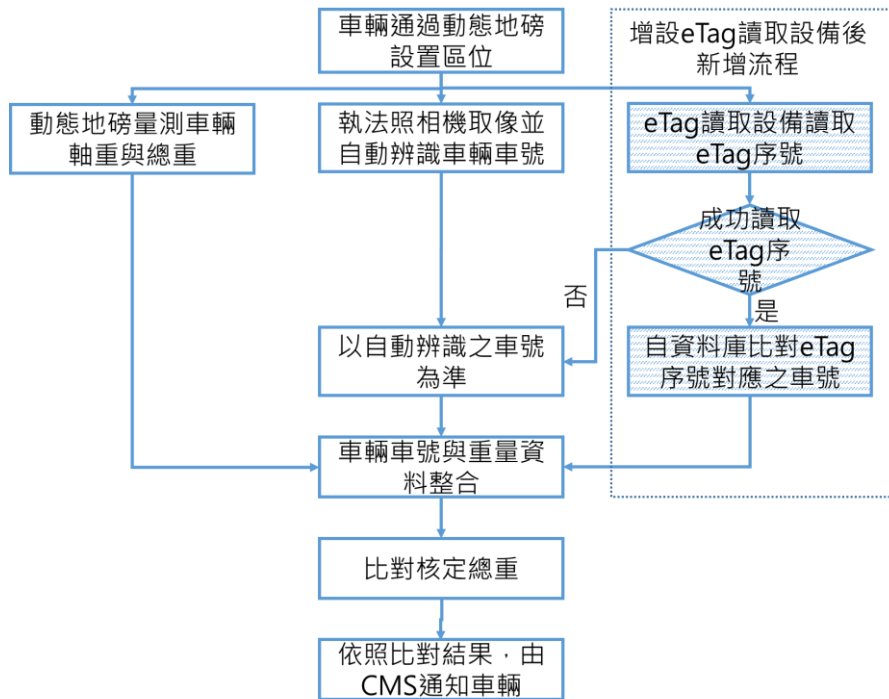 車輛通過動態地磅
設置區位
增設eTag讀取設備後
新增流程
動態地磅量測車輛
軸重與總重
執法照相機取像並
自動辨識車輛車號
eTag讀取設備讀取
eTag序號
成功讀取
eTag序
號
否
是
以自動辨識之車號
為準
自資料庫比對eTag
序號對應之車號
車輛車號與重量資
料整合
比對核定總重
依照比對結果，由
CMS通知車輛